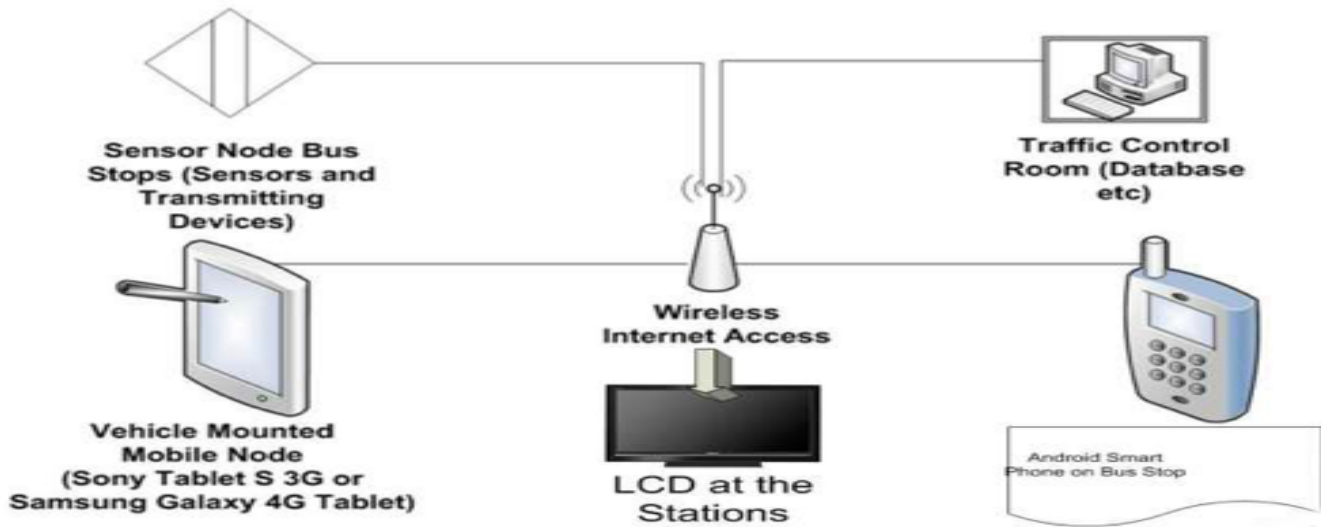 Sensor Node Bus
Stops (Sensors and
Transmitting
Devices)
Traffic Control
Room (Database
etc)
Wireless
Internet Access
Vehicle Mounted
Mobile Node
(Sony Tablet S 3G or
Samsung Galaxy 4G Tablet)
LCD at the
Stations
Android Smart
Phone on Bus Stop